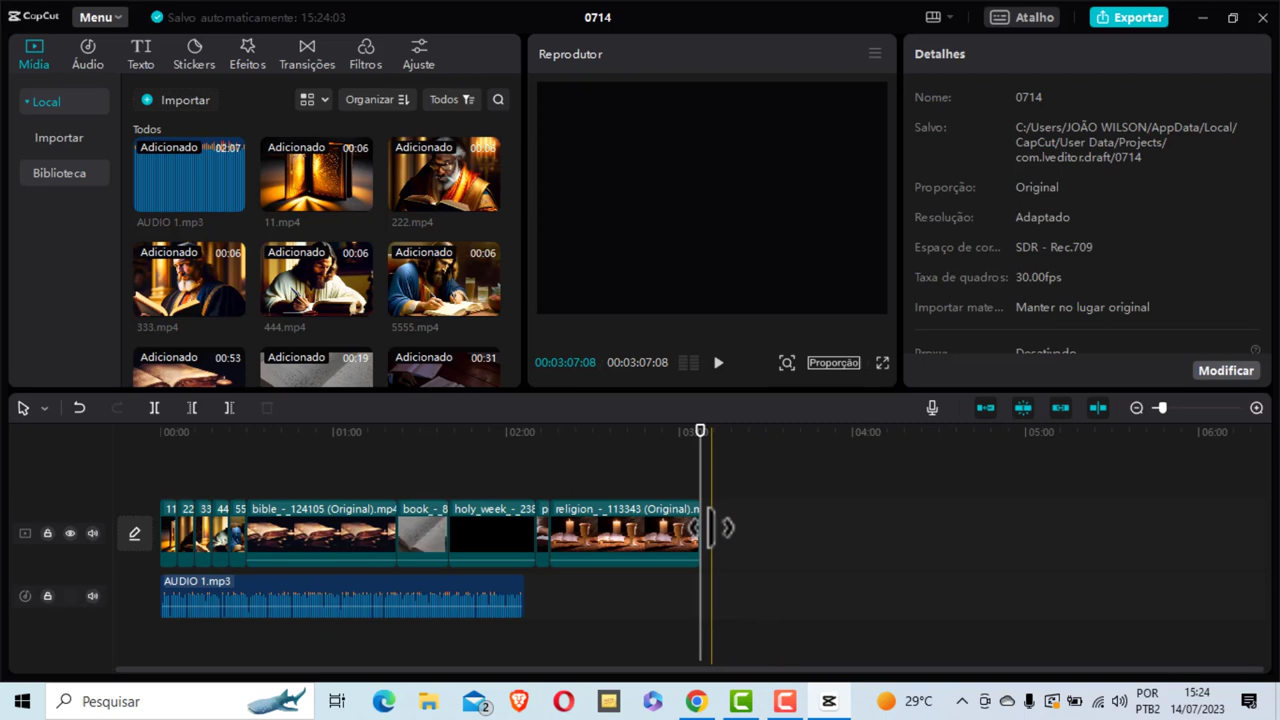 CapCut
Menu
Salvo automaticamente: 15:24:03
0714
Atalho
Exportar
Mídia
Áudio
Texto
Stickers
Efeitos
Transições
Filtros
Ajuste
Local
Importar
Biblioteca
Importar
Organizar
Todos
Todos
Adicionado 02:07
Adicionado 00:06
Adicionado 00:06
AUDIO 1.mp3
11.mp4
222.mp4
Adicionado 00:06
Adicionado 00:06
Adicionado 00:06
333.mp4
444.mp4
5555.mp4
Adicionado 00:53
Adicionado 00:19
Adicionado 00:31
Reprodutor
00:03:07:08
00:03:07:08
Proporção
Detalhes
Nome: 0714
Salvo: C:/Users/JOÃO WILSON/AppData/Local/
CapCut/User Data/Projects/
com.lveditor.draft/0714
Proporção: Original
Resolução: Adaptado
Espaço de cor... SDR - Rec.709
Taxa de quadros: 30.00fps
Importar mate... Manter no lugar original
Modificar
00:00
01:00
02:00
04:00
05:00
06:00
11
22
33
44
55
bible_-_124105 (Original).mp4
book_-_8
holy_week_-_238
p
religion_-_113343 (Original).m
AUDIO 1.mp3
Pesquisar
2
29°C
POR
PTB2
15:24
14/07/2023